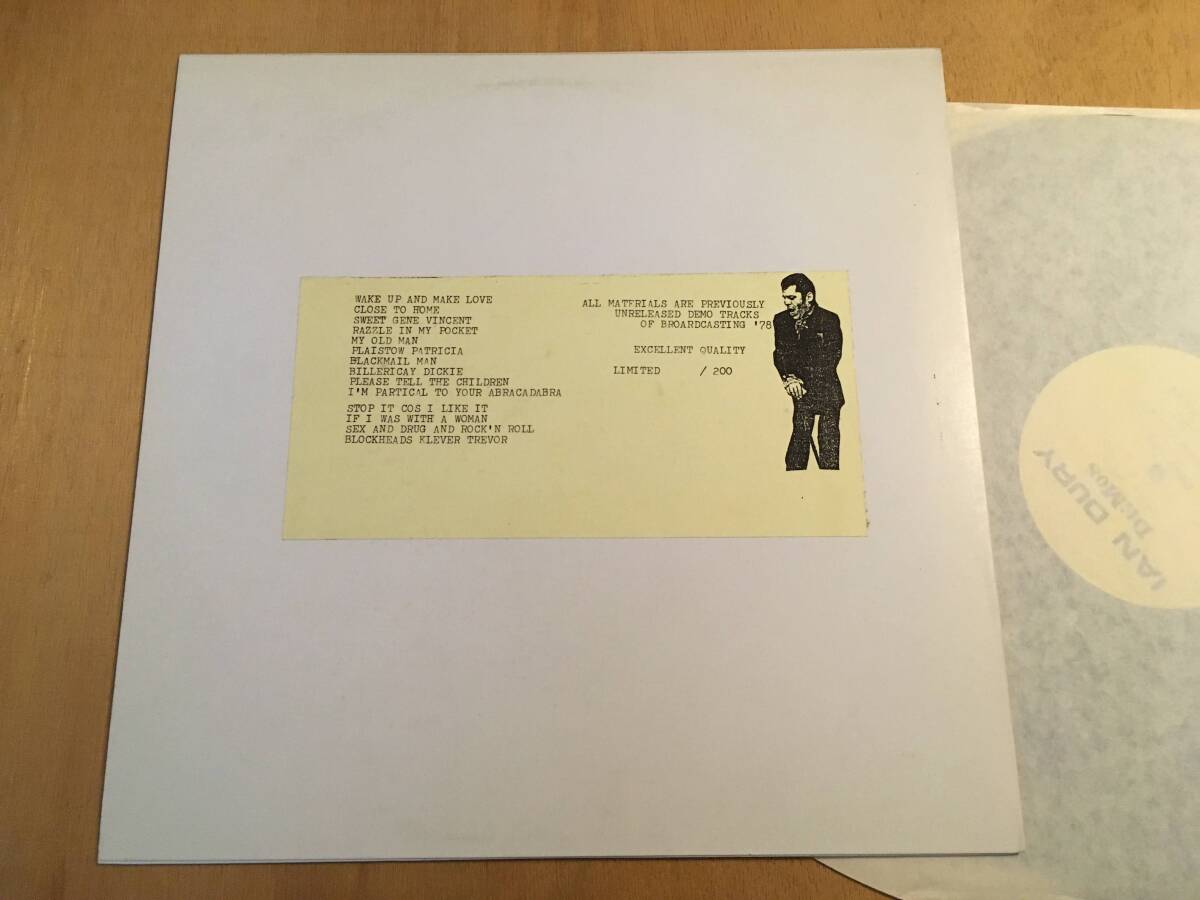 WAKE UP AND MAKE LOVE
CLOSE TO HOME
SWEET GENE VINCENT
RAZZLE IN MY POCKET
MY OLD MAN
PLAISTOW PATRICIA
BLACKMAIL MAN
BILLERICAY DICKIE
PLEASE TELL THE CHILDREN
I'M PARTICAL TO YOUR ABRACADABRA
STOP IT COS I LIKE IT
IF I WAS WITH A WOMAN
SEX AND DRUG AND ROCK'N ROLL
BLOCKHEADS KLEVER TREVOR
ALL MATERIALS ARE PREVIOUSLY
UNRELEASED DEMO TRACKS
OF BROARDCASTING '78
EXCELLENT QUALITY
LIMITED / 200
IAN DURY
DeMos